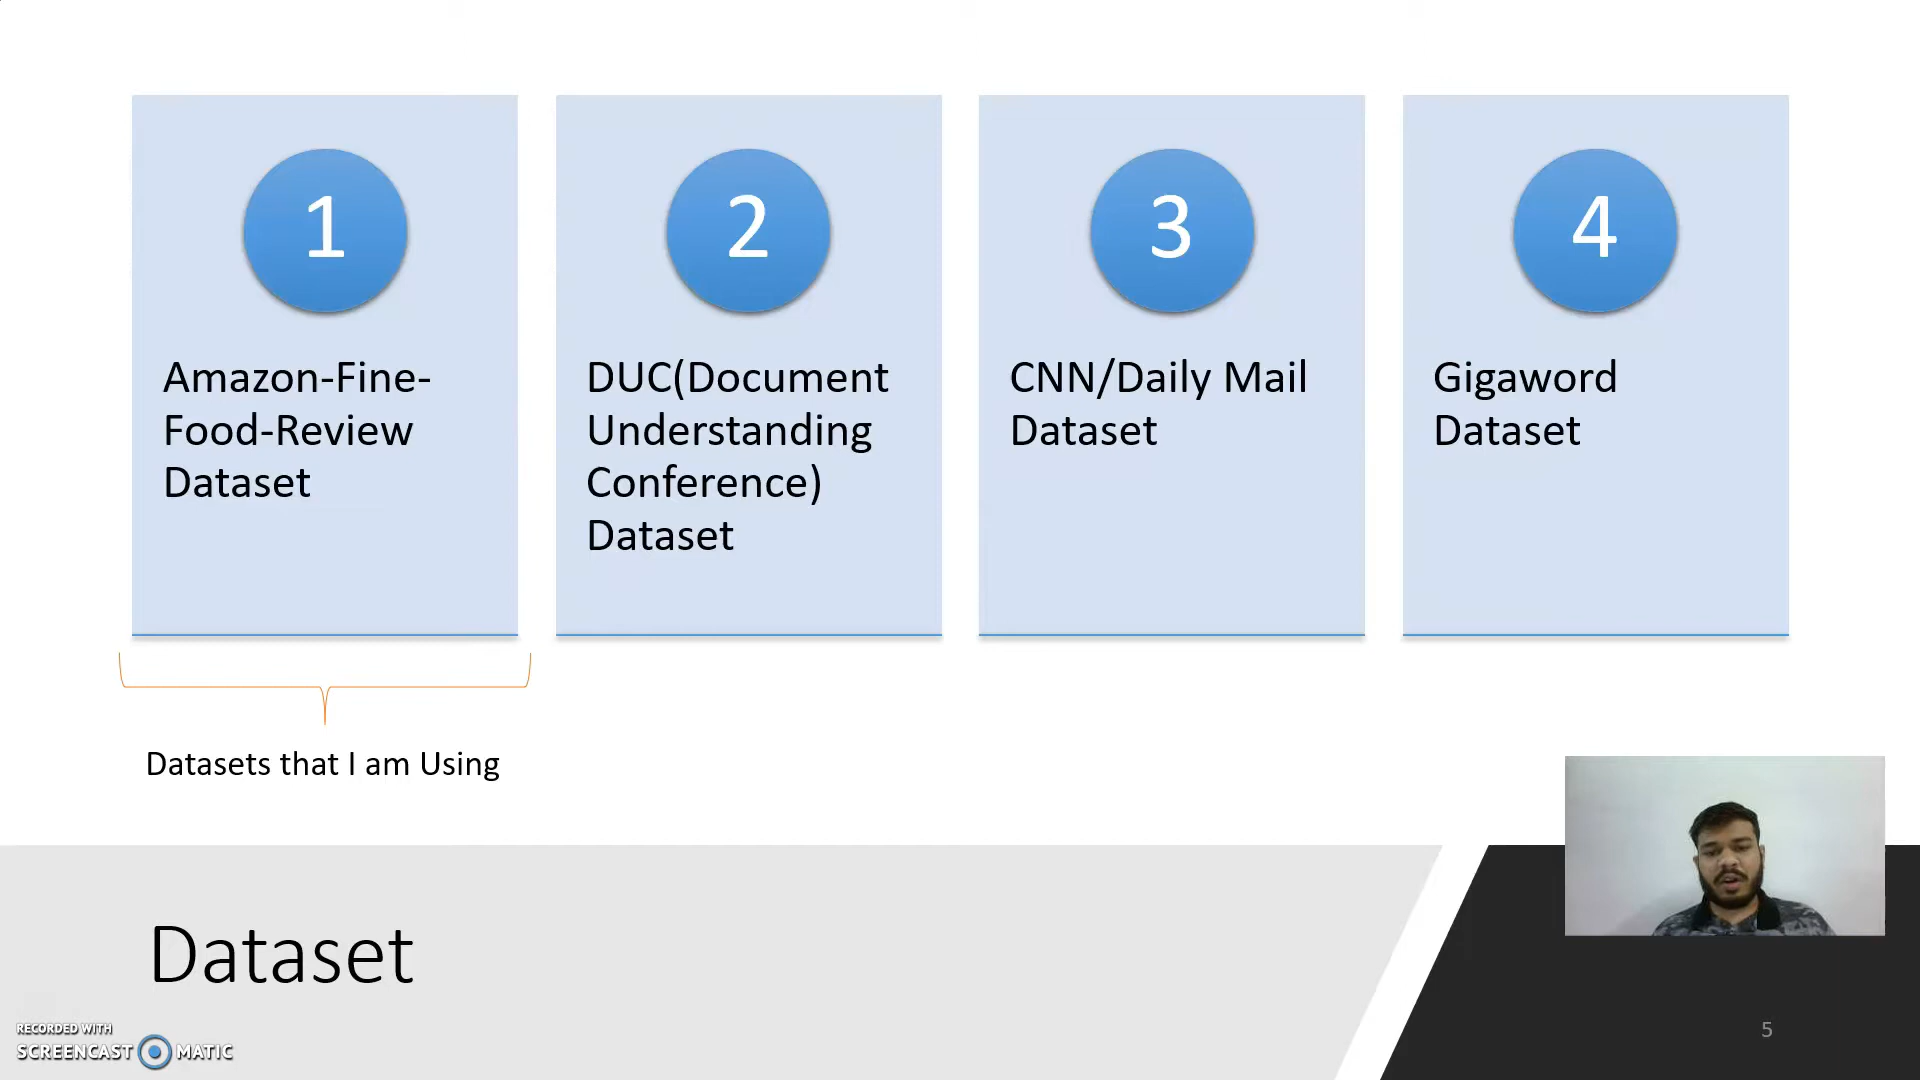 1
Amazon-Fine-
Food-Review
Dataset
2
DUC(Document
Understanding
Conference)
Dataset
3
CNN/Daily Mail
Dataset
4
Gigaword
Dataset
Datasets that I am Using
Dataset
RECORDED WITH
SCREENCAST MATIC
5